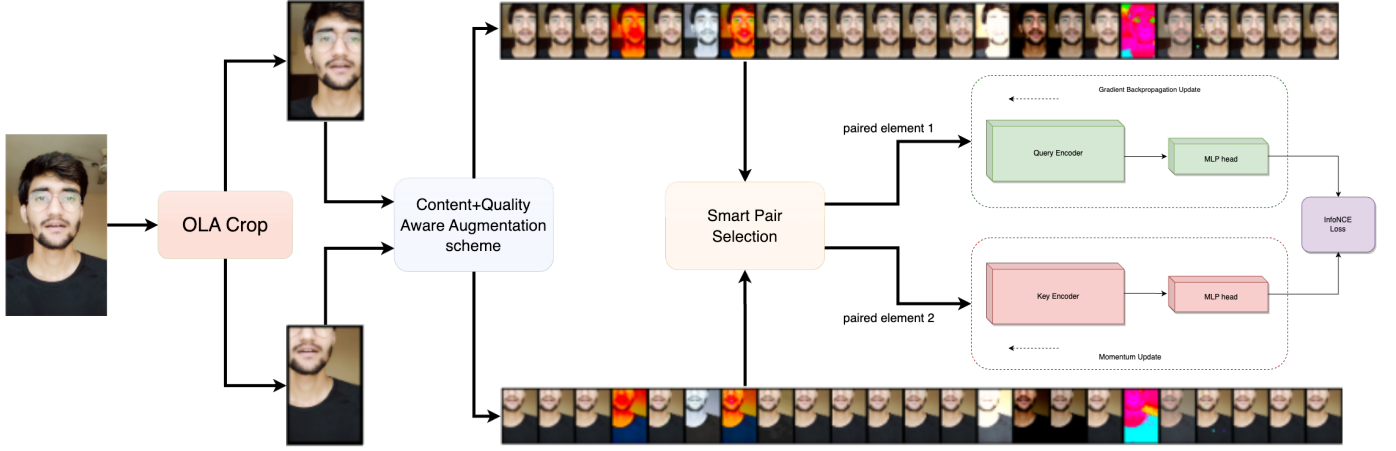 OLA Crop
Content+Quality
Aware Augmentation
scheme
Smart Pair
Selection
paired element 1
paired element 2
Gradient Backpropagation Update
Query Encoder
MLP head
Key Encoder
MLP head
Momentum Update
InfoNCE
Loss